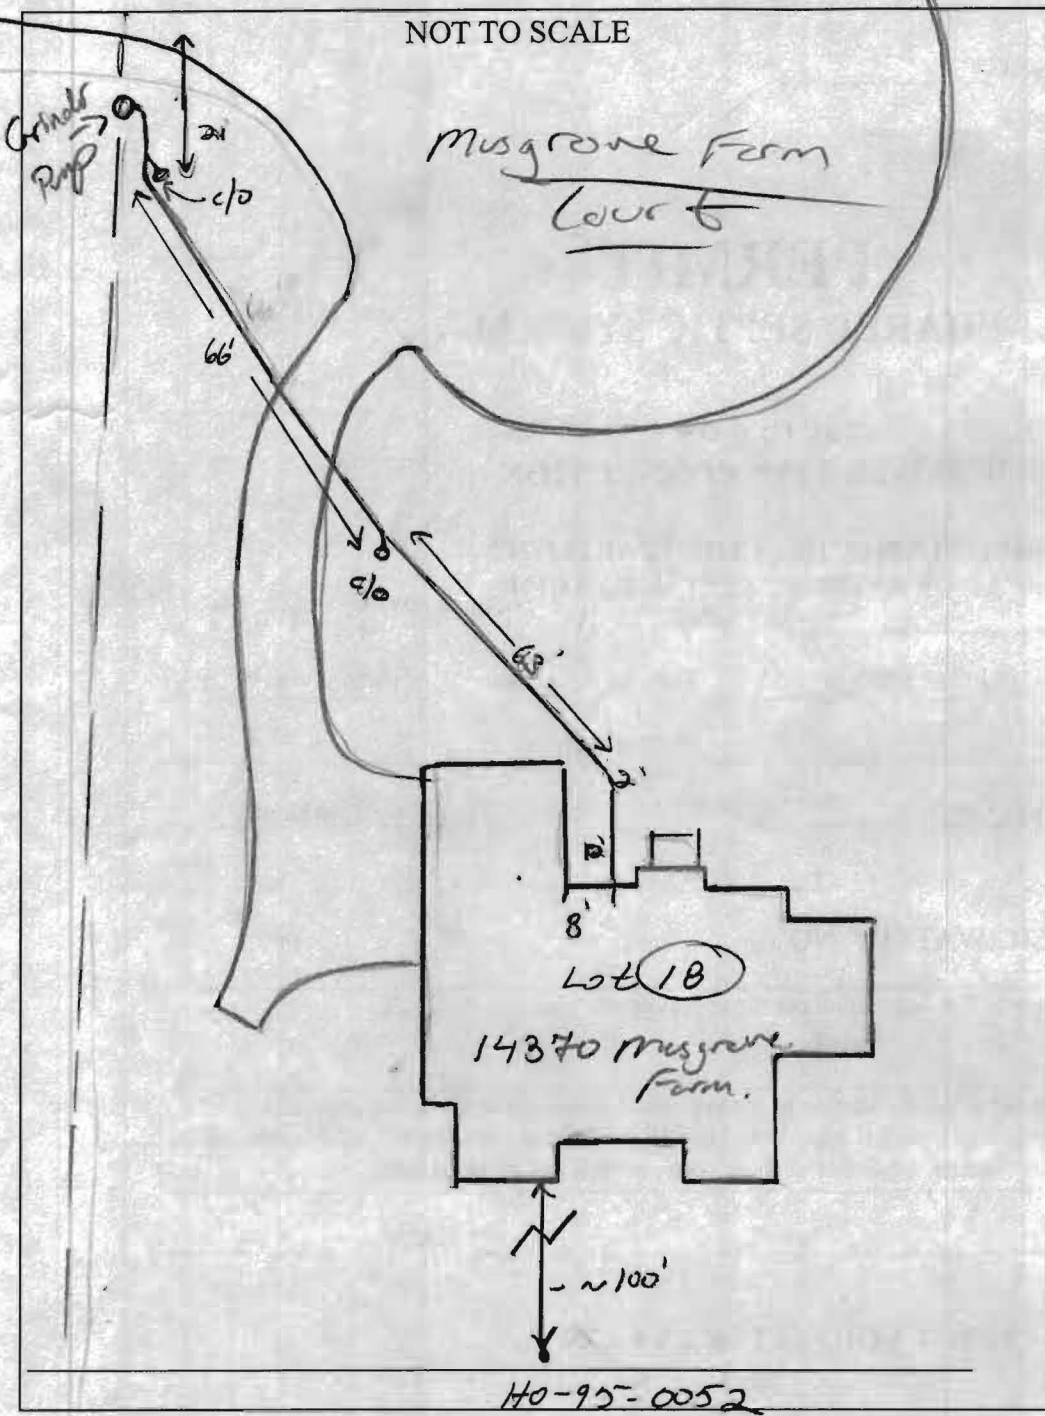 NOT TO SCALE
Grinder
Pump
c/o
Musgrove Farm
Court
66'
c/o
2'
8'
Lot 18
14370 Musgrove
Farm.
~100'
HO-95-0052